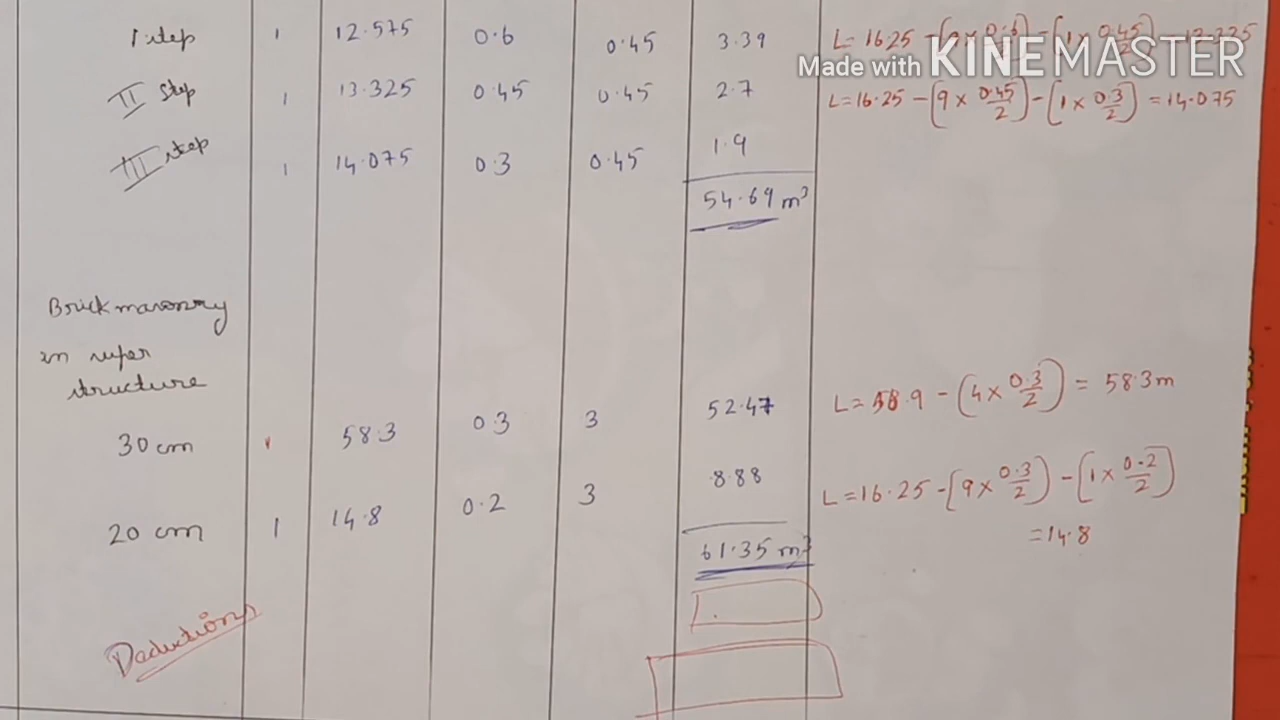 I step 1 12.575 0.6 0.45 3.39 L= 16.25 -
Made with KINEMASTER
II step 1 13.325 0.45 0.45 2.7 L=16.25 - (9 x 0.45/2) - (1 x 0.3/2) = 14.075
III step 1 14.075 0.3 0.45 1.9
54.69 m³
Brick masonry
in super
structure
30 cm 58.3 0.3 3 52.47 L= 58.9 - (4 x 0.3/2) = 58.3 m
20 cm 1 14.8 0.2 3 8.88 L=16.25 - (9 x 0.3/2) - (1 x 0.2/2)
=14.8
61.35 m³
Deductions